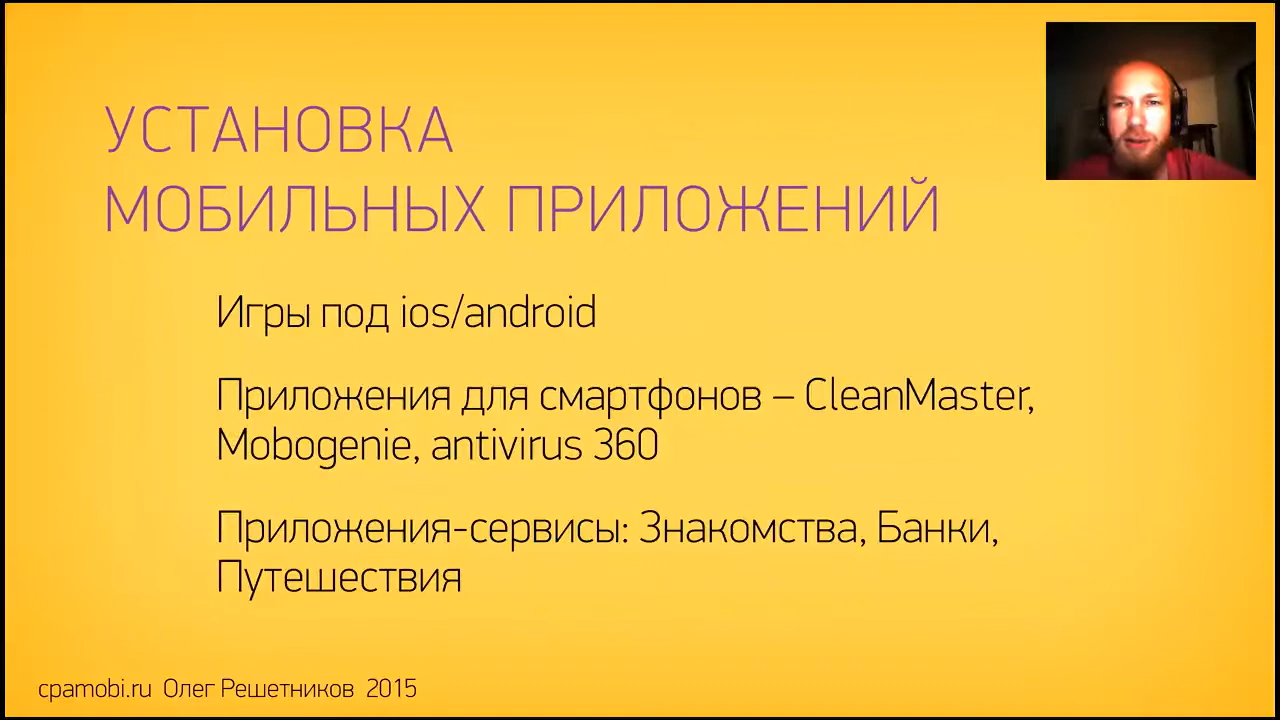 УСТАНОВКА
МОБИЛЬНЫХ ПРИЛОЖЕНИЙ
Игры под ios/android
Приложения для смартфонов – CleanMaster,
Mobogenie, antivirus 360
Приложения-сервисы: Знакомства, Банки,
Путешествия
cpamobi.ru Олег Решетников 2015